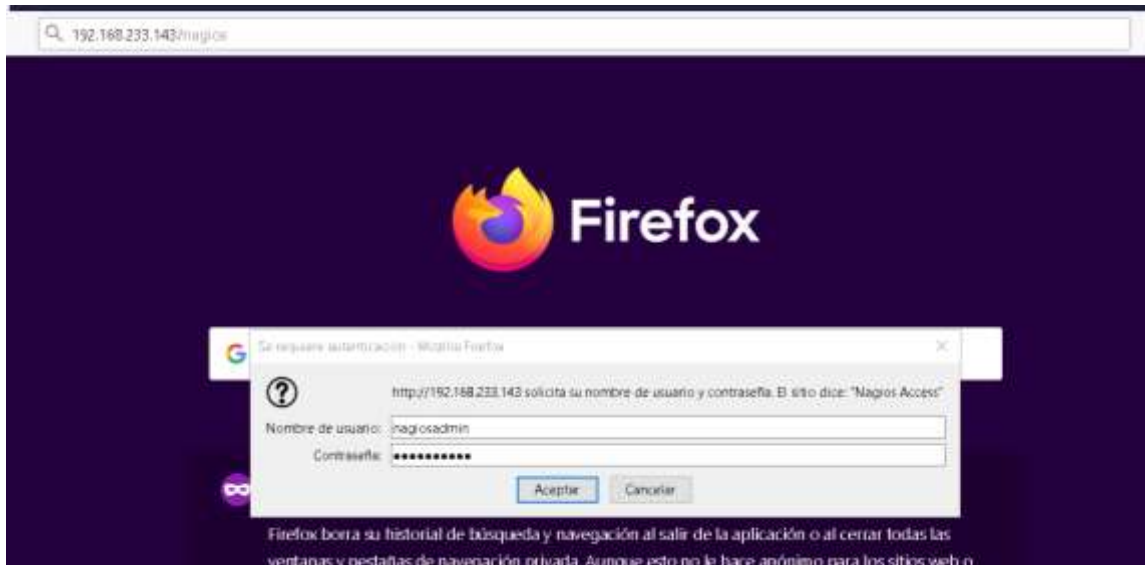 192.168.233.143/nagios
Firefox
Se requiere autenticación - Mozilla Firefox
http://192.168.233.143 solicita su nombre de usuario y contraseña. El sitio dice: "Nagios Access"
Nombre de usuario: nagiosadmin
Contraseña: ••••••••••
Aceptar Cancelar
Firefox borra su historial de búsqueda y navegación al salir de la aplicación o al cerrar todas las
ventanas y pestañas de navegación privada. Aunque esto no le hace anónimo para los sitios web o